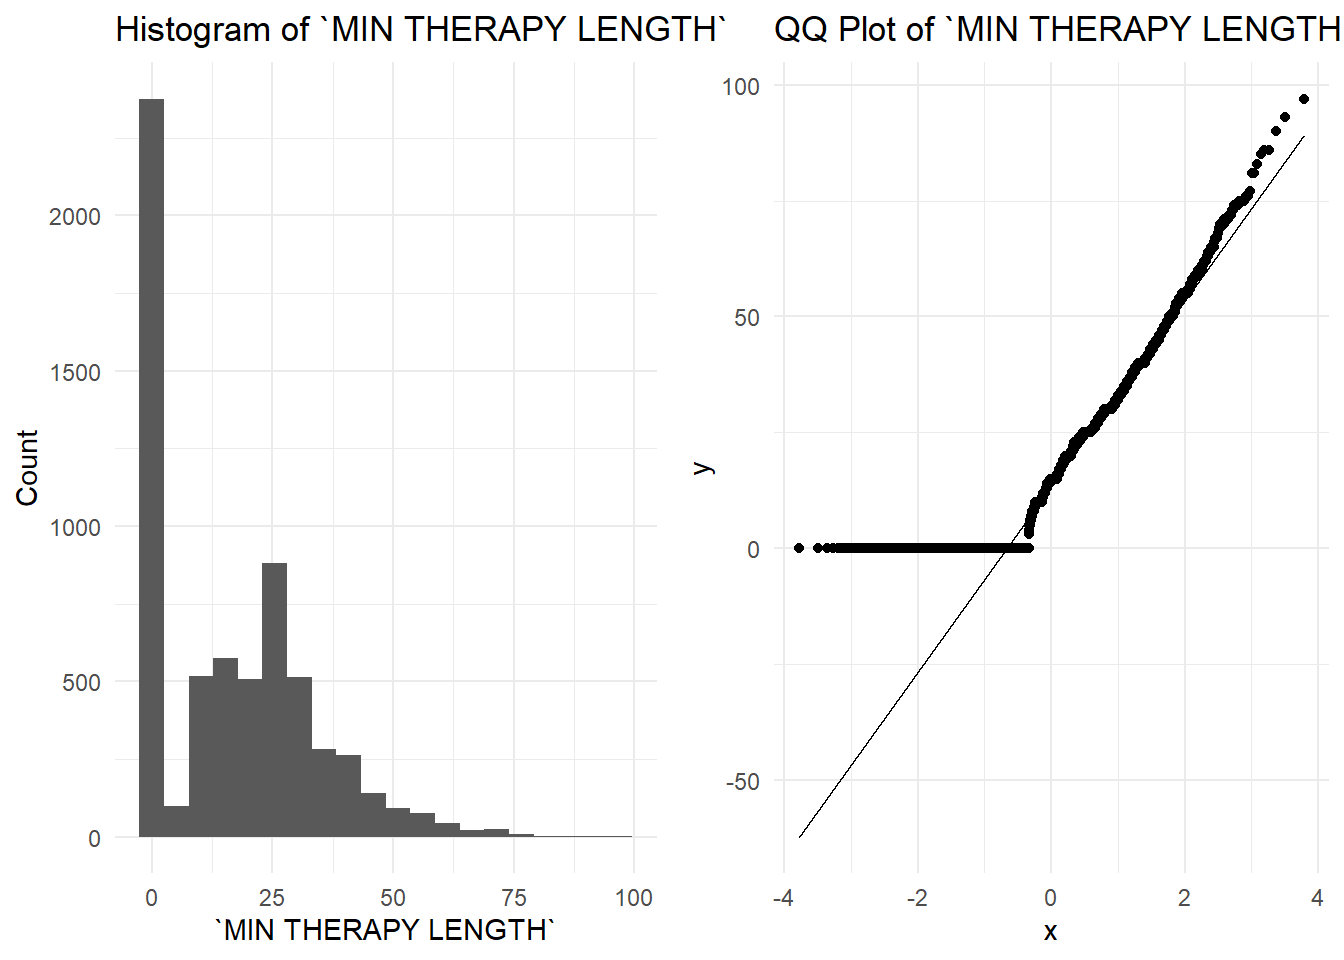 Histogram of `MIN THERAPY LENGTH`
Count
2000
1500
1000
500
0
0 25 50 75 100
`MIN THERAPY LENGTH`
QQ Plot of `MIN THERAPY LENGTH
y
100
50
0
-50
-4 -2 0 2 4
x